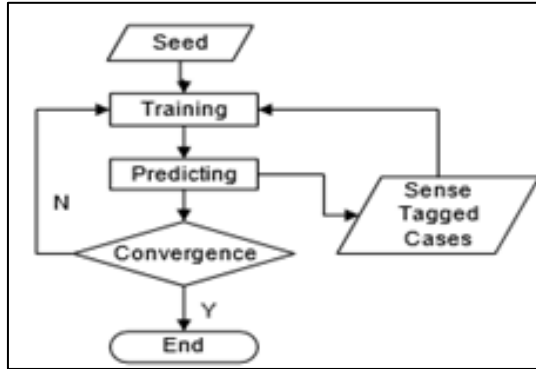 Seed
Training
Predicting
Sense
Tagged
Cases
N
Convergence
Y
End